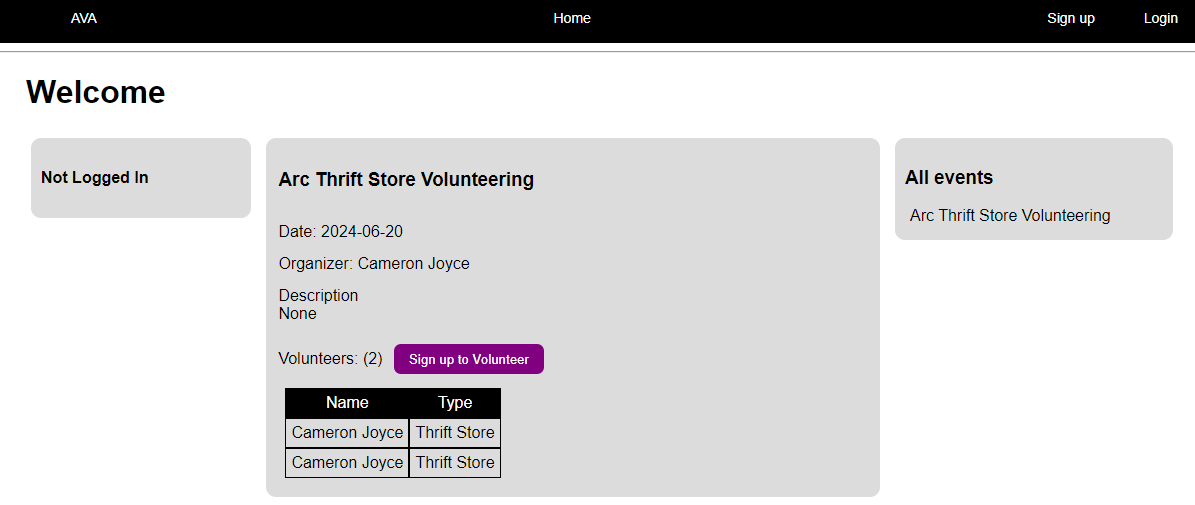 AVA Home Sign up Login
Welcome
Not Logged In
Arc Thrift Store Volunteering
Date: 2024-06-20
Organizer: Cameron Joyce
Description
None
Volunteers: (2) Sign up to Volunteer
Name Type
Cameron Joyce Thrift Store
Cameron Joyce Thrift Store
All events
Arc Thrift Store Volunteering